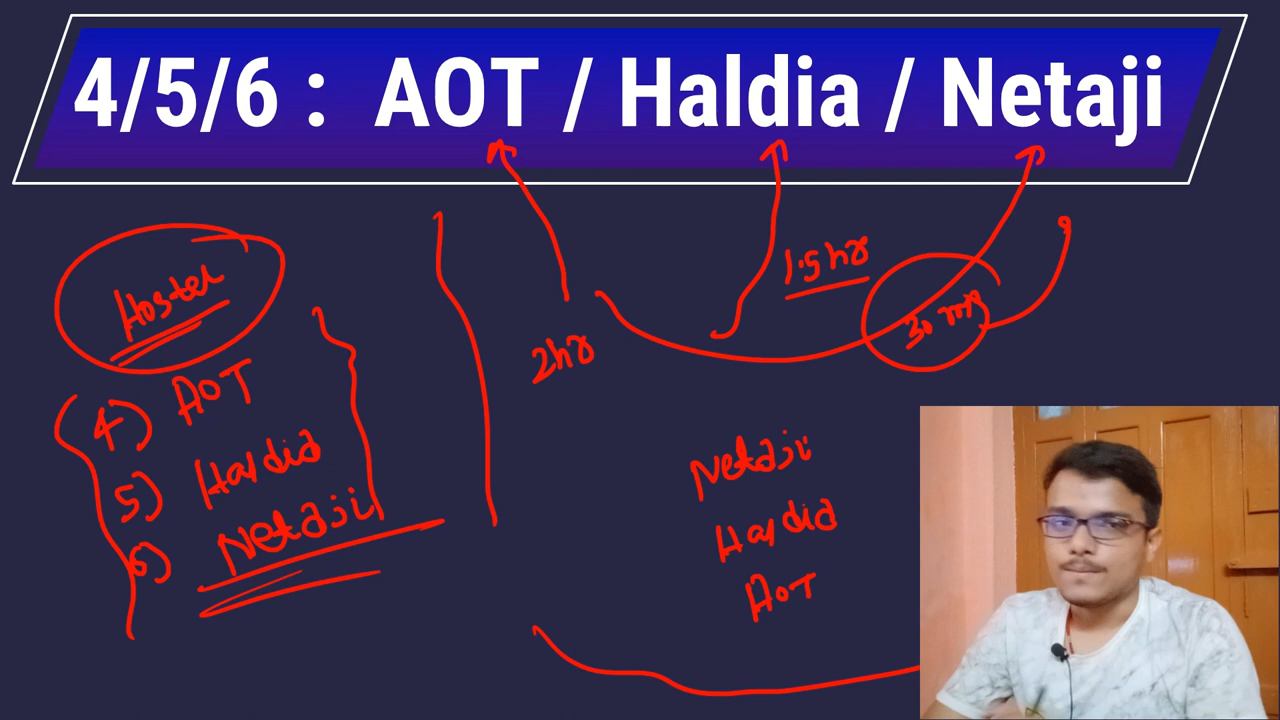 4/5/6 : AOT / Haldia / Netaji
Hostel
4) AOT
5) Haldia
6) Netaji
2hr
1.5hr
30 min
Netaji
Haldia
AOT